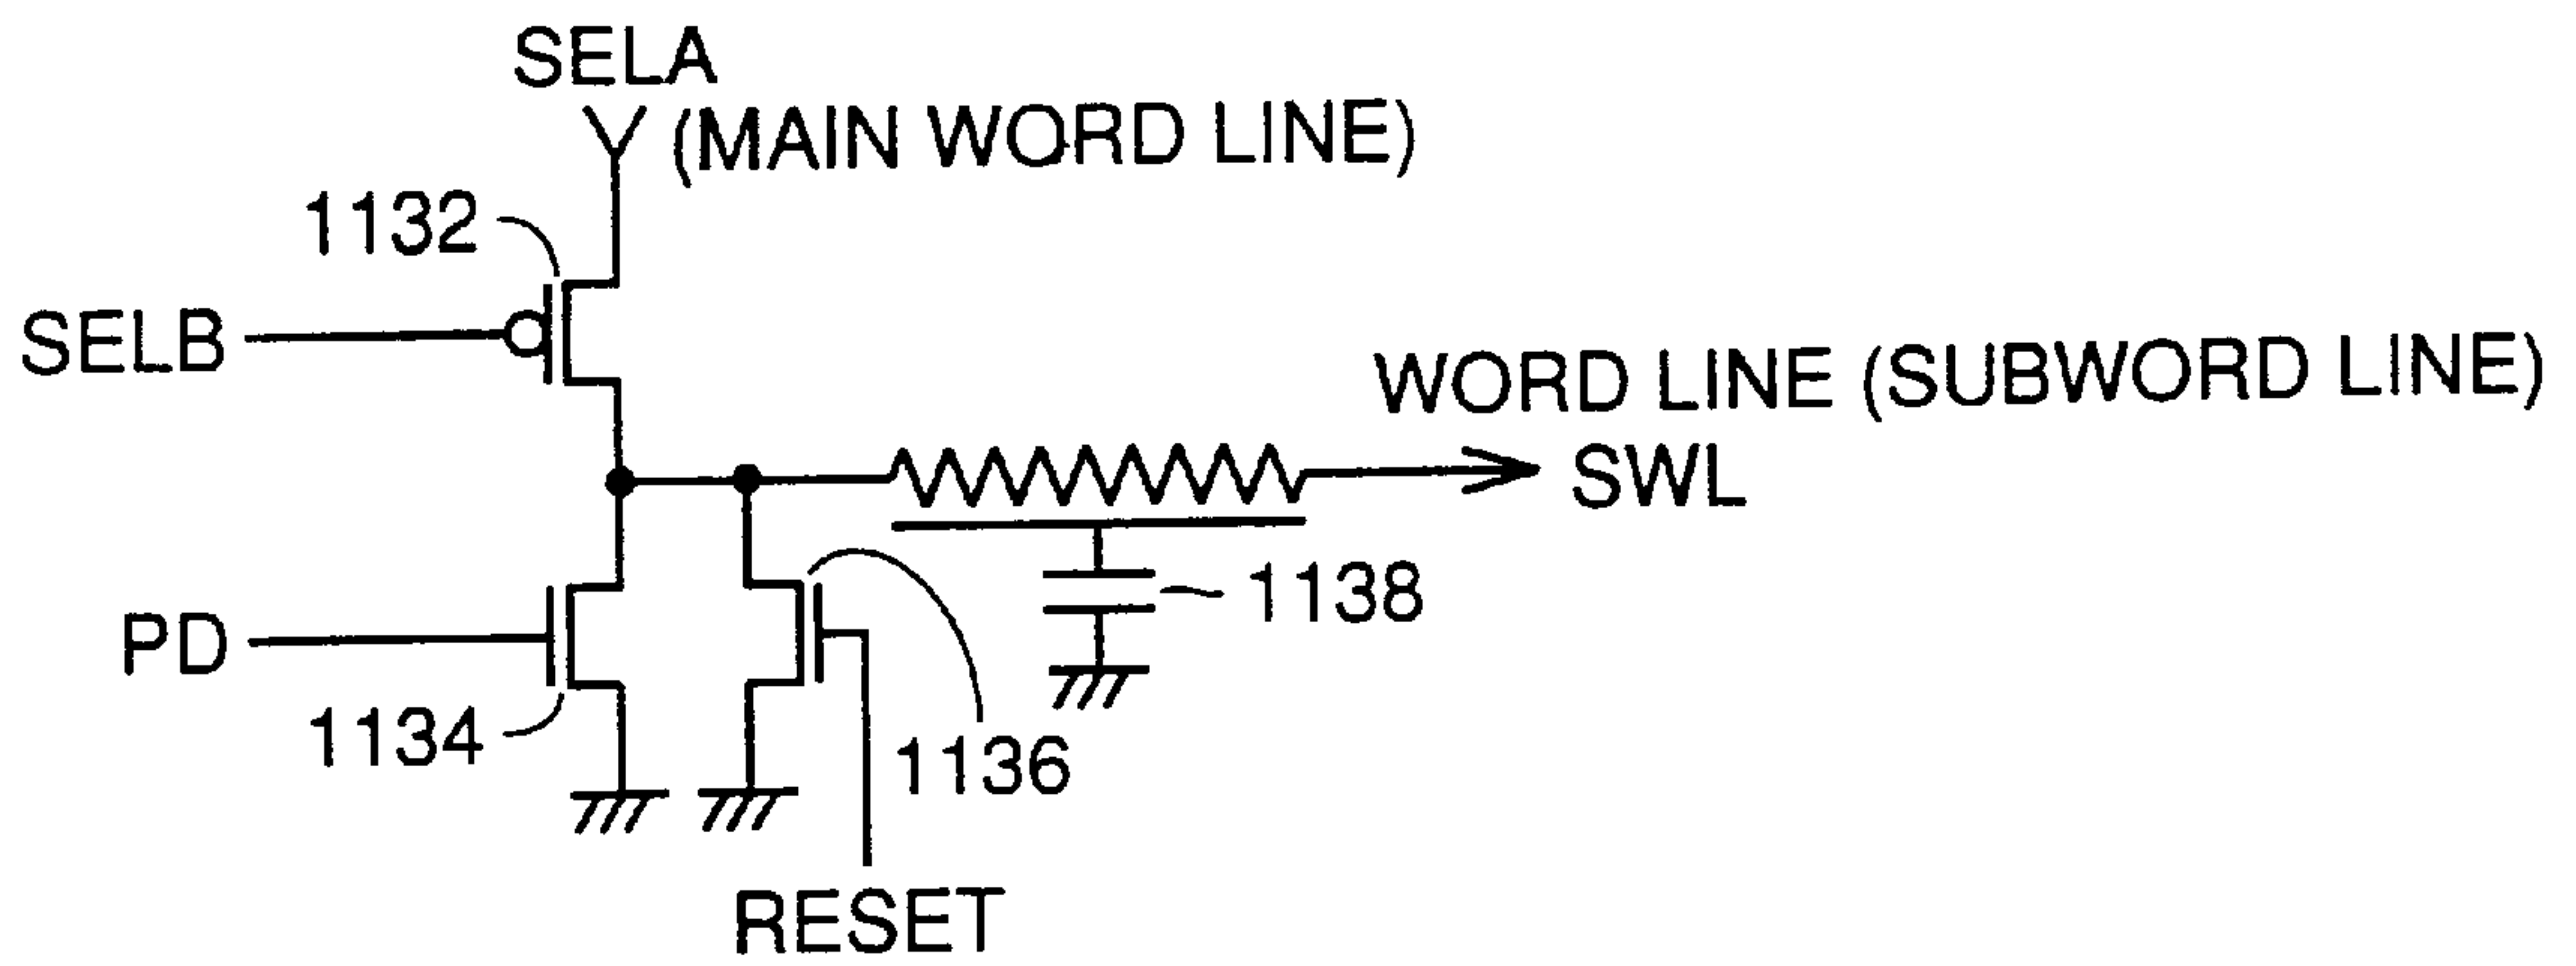 SELA
(MAIN WORD LINE)
1132
SELB
WORD LINE (SUBWORD LINE)
SWL
1138
PD
1134
1136
RESET